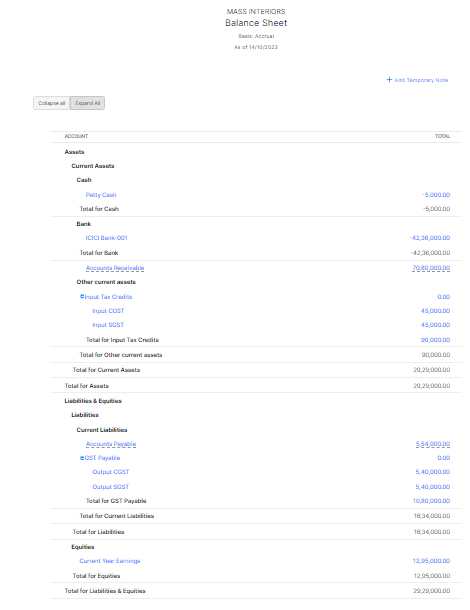 MASS INTERIORS
Balance Sheet
Basis: Accrual
As of 14/10/2023
+ Add Temporary Note
Collapse all Expand All
ACCOUNT TOTAL
Assets
Current Assets
Cash
Petty Cash -5,000.00
Total for Cash -5,000.00
Bank
ICICI Bank-001 -42,36,000.00
Total for Bank -42,36,000.00
Accounts Receivable 70,80,000.00
Other current assets
Input Tax Credits 0.00
Input CGST 45,000.00
Input SGST 45,000.00
Total for Input Tax Credits 90,000.00
Total for Other current assets 90,000.00
Total for Current Assets 29,29,000.00
Total for Assets 29,29,000.00
Liabilities & Equities
Liabilities
Current Liabilities
Accounts Payable 5,54,000.00
GST Payable 0.00
Output CGST 5,40,000.00
Output SGST 5,40,000.00
Total for GST Payable 10,80,000.00
Total for Current Liabilities 16,34,000.00
Total for Liabilities 16,34,000.00
Equities
Current Year Earnings 12,95,000.00
Total for Equities 12,95,000.00
Total for Liabilities & Equities 29,29,000.00